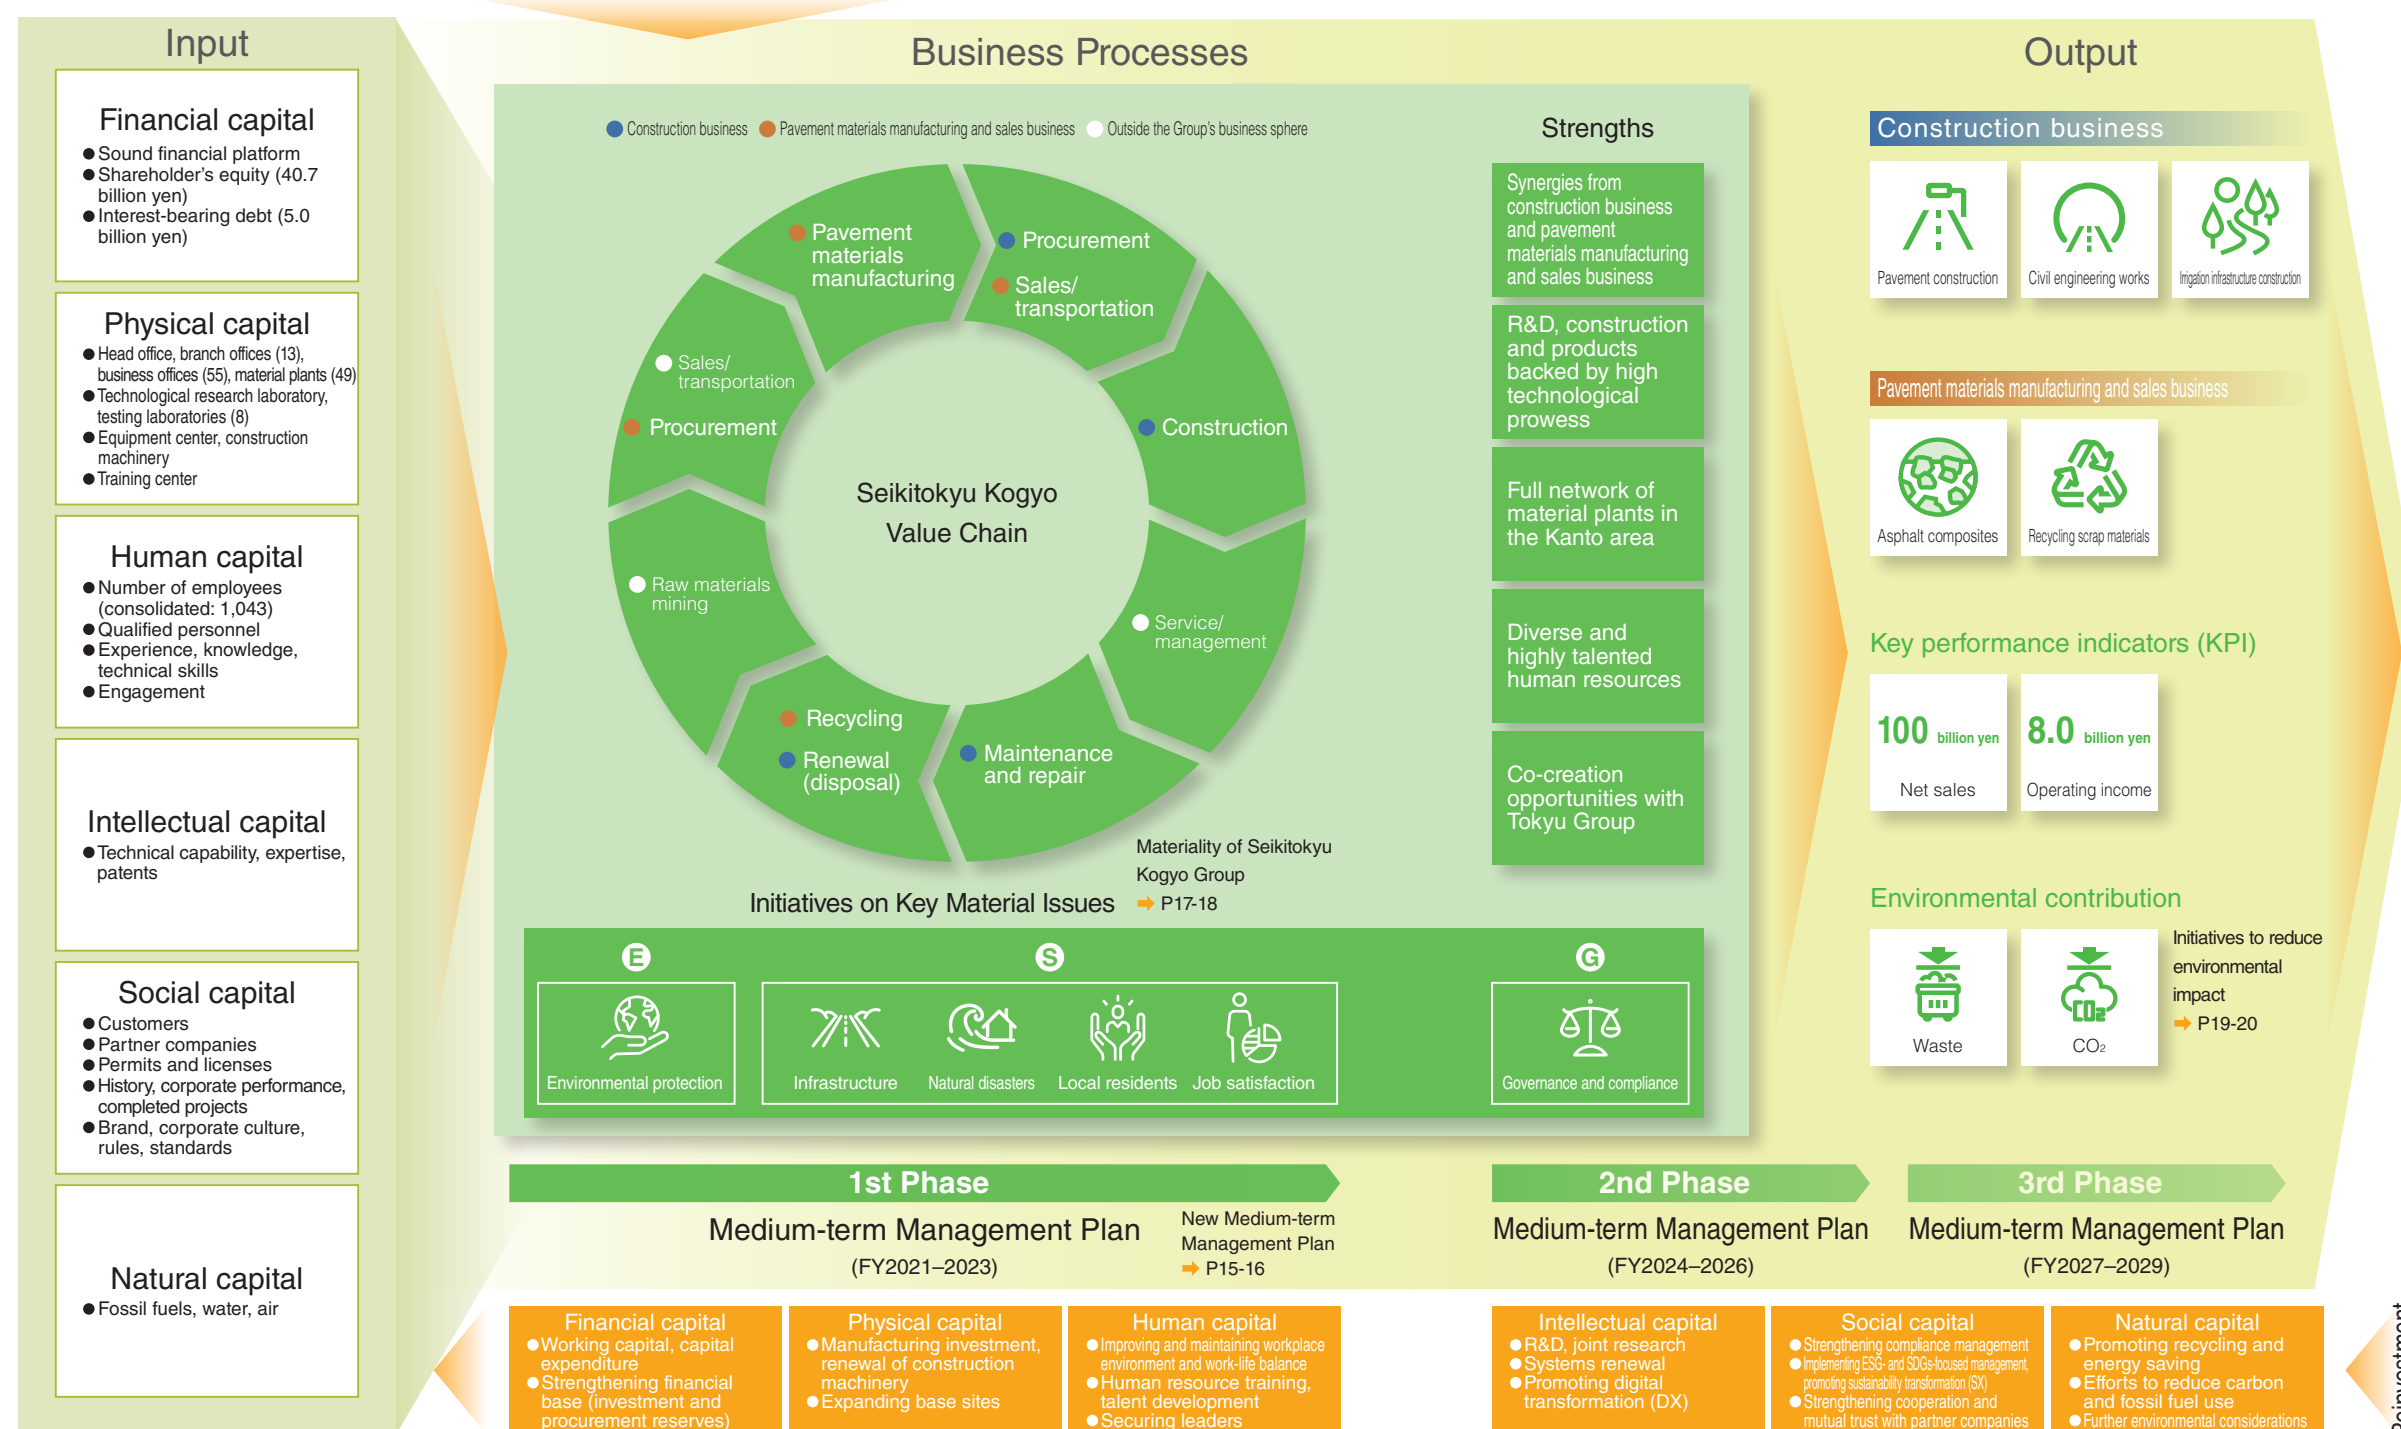 Input
Financial capital
●Sound financial platform
●Shareholder's equity (40.7
billion yen)
●Interest-bearing debt (5.0
billion yen)
Physical capital
●Head office, branch offices (13),
business offices (55), material plants (49)
●Technological research laboratory,
testing laboratories (8)
●Equipment center, construction
machinery
●Training center
Human capital
●Number of employees
(consolidated: 1,043)
●Qualified personnel
●Experience, knowledge,
technical skills
●Engagement
Intellectual capital
●Technical capability, expertise,
patents
Social capital
●Customers
●Partner companies
●Permits and licenses
●History, corporate performance,
completed projects
●Brand, corporate culture,
rules, standards
Natural capital
●Fossil fuels, water, air
Business Processes
Construction business
Pavement materials manufacturing and sales business
Outside the Group's business sphere
Pavement
materials
manufacturing
Procurement
Sales/
transportation
Construction
Service/
management
Maintenance
and repair
Recycling
Renewal
(disposal)
Raw materials
mining
Sales/
transportation
Procurement
Seikitokyu Kogyo
Value Chain
Strengths
Synergies from
construction business
and pavement
materials manufacturing
and sales business
R&D, construction
and products
backed by high
technological
prowess
Full network of
material plants in
the Kanto area
Diverse and
highly talented
human resources
Co-creation
opportunities with
Tokyu Group
Initiatives on Key Material Issues
Materiality of Seikitokyu
Kogyo Group
P17-18
E
Environmental protection
S
Infrastructure
Natural disasters
Local residents
Job satisfaction
G
Governance and compliance
Output
Construction business
Pavement construction
Civil engineering works
Irrigation infrastructure construction
Pavement materials manufacturing and sales business
Asphalt composites
Recycling scrap materials
Key performance indicators (KPI)
100 billion yen
Net sales
8.0 billion yen
Operating income
Environmental contribution
Waste
CO2
CO₂
Initiatives to reduce
environmental
impact
P19-20
1st Phase
Medium-term Management Plan
(FY2021–2023)
New Medium-term
Management Plan
P15-16
2nd Phase
Medium-term Management Plan
(FY2024–2026)
3rd Phase
Medium-term Management Plan
(FY2027–2029)
Financial capital
●Working capital, capital
expenditure
●Strengthening financial
base (investment and
procurement reserves)
Physical capital
●Manufacturing investment,
renewal of construction
machinery
●Expanding base sites
Human capital
●Improving and maintaining workplace
environment and work-life balance
●Human resource training,
talent development
●Securing leaders
Intellectual capital
●R&D, joint research
●Systems renewal
●Promoting digital
transformation (DX)
Social capital
●Strengthening compliance management
●Implementing ESG- and SDGs-focused management,
promoting sustainability transformation (SX)
●Strengthening cooperation and
mutual trust with partner companies
Natural capital
●Promoting recycling and
energy saving
●Efforts to reduce carbon
and fossil fuel use
●Further environmental considerations